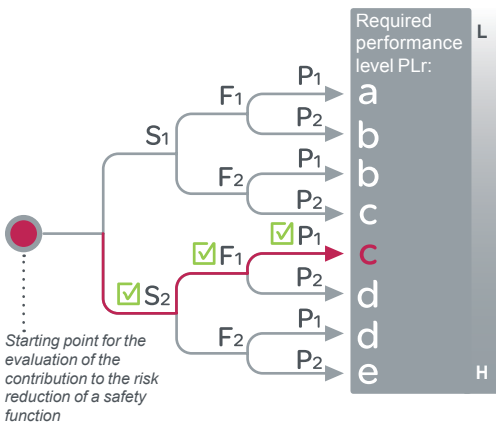 Required
performance
level PLr:
L
P1
a
F1
P2
b
S1
P1
b
F2
P2
c
P1
c
F1
P2
d
S2
P1
d
F2
P2
e
H
Starting point for the
evaluation of the
contribution to the risk
reduction of a safety
function